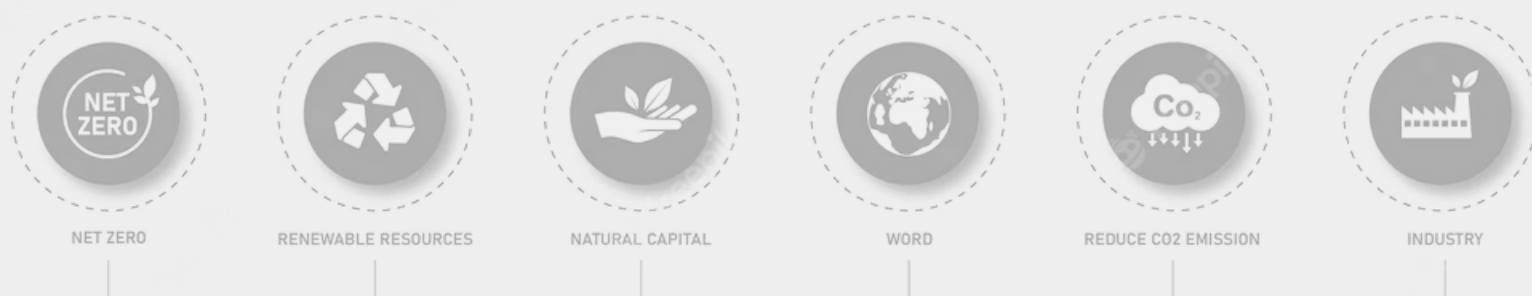 NET
ZERO
Co₂
NET ZERO
RENEWABLE RESOURCES
NATURAL CAPITAL
WORD
REDUCE CO2 EMISSION
INDUSTRY